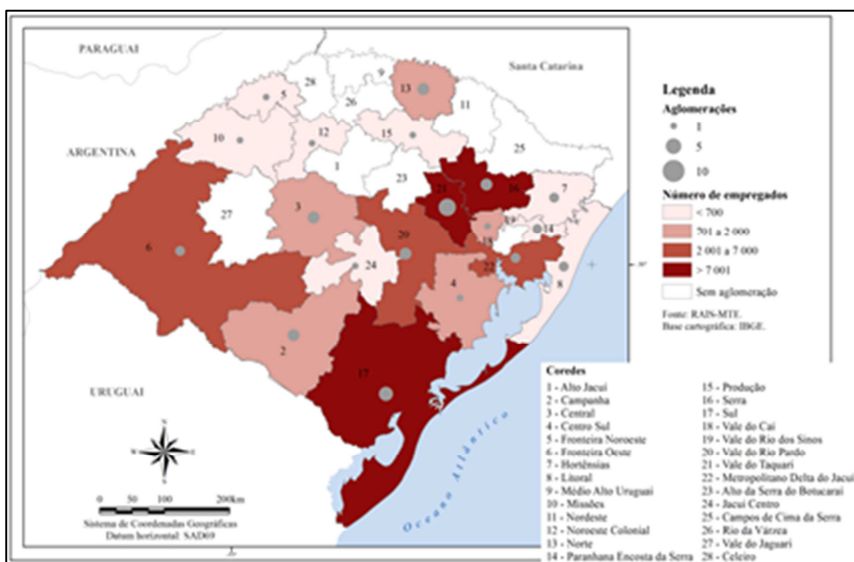 PARAGUAI
Santa Catarina
ARGENTINA
URUGUAI
Oceano Atlântico
28
9
13
5
26
11
10
12
15
25
1
23
21
16
7
27
3
19
14
6
20
18
24
22
8
4
2
17
N
W
E
S
0 50 100 200km
Sistema de Coordenadas Geográficas
Datum horizontal: SAD69
Legenda
Aglomerações
1
5
10
Número de empregados
< 700
701 a 2 000
2 001 a 7 000
> 7 001
Sem aglomeração
Fonte: RAIS-MTE.
Base cartográfica: IBGE.
Coredes
1 - Alto Jacuí
2 - Campanha
3 - Central
4 - Centro Sul
5 - Fronteira Noroeste
6 - Fronteira Oeste
7 - Hortênsias
8 - Litoral
9 - Médio Alto Uruguai
10 - Missões
11 - Nordeste
12 - Noroeste Colonial
13 - Norte
14 - Paranhana Encosta da Serra
15 - Produção
16 - Serra
17 - Sul
18 - Vale do Caí
19 - Vale do Rio dos Sinos
20 - Vale do Rio Pardo
21 - Vale do Taquari
22 - Metropolitano Delta do Jacuí
23 - Alto da Serra do Botucaraí
24 - Jacuí Centro
25 - Campos de Cima da Serra
26 - Rio da Várzea
27 - Vale do Jaguari
28 - Celeiro